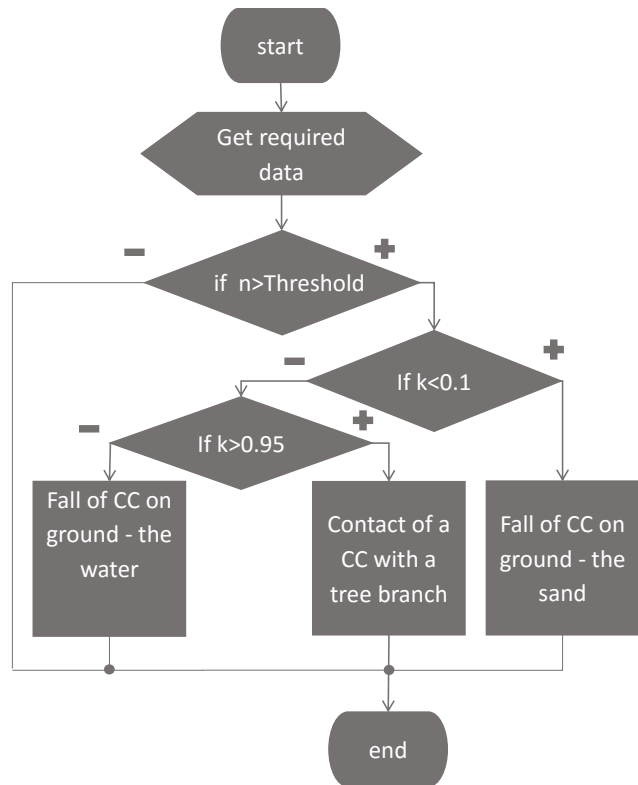 start
Get required
data
−
+
if n>Threshold
−
+
If k<0.1
−
+
If k>0.95
Fall of CC on
ground - the
water
Contact of a
CC with a
tree branch
Fall of CC on
ground - the
sand
end